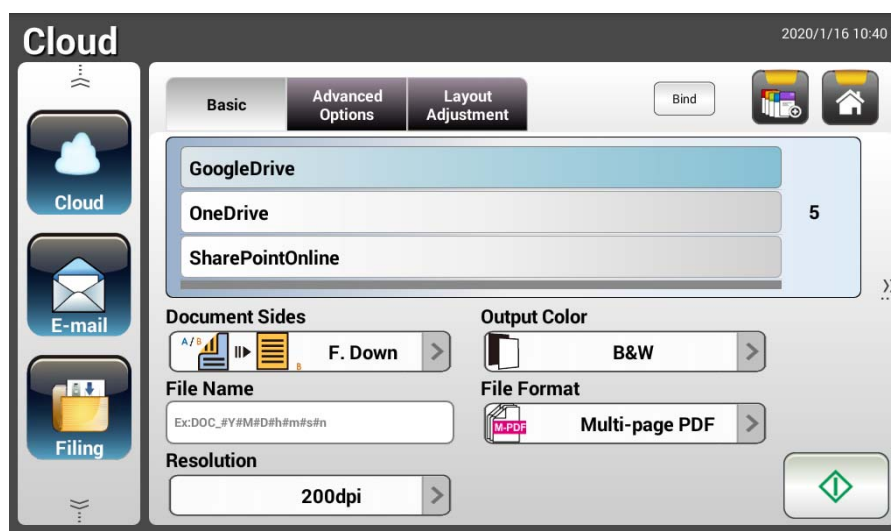 Cloud
2020/1/16 10:40
Basic
Advanced
Options
Layout
Adjustment
Bind
Cloud
E-mail
Filing
GoogleDrive
OneDrive
SharePointOnline
5
Document Sides
A/B
B
F. Down
Output Color
B&W
File Name
Ex:DOC_#Y#M#D#h#m#s#n
File Format
M-PDF
Multi-page PDF
Resolution
200dpi